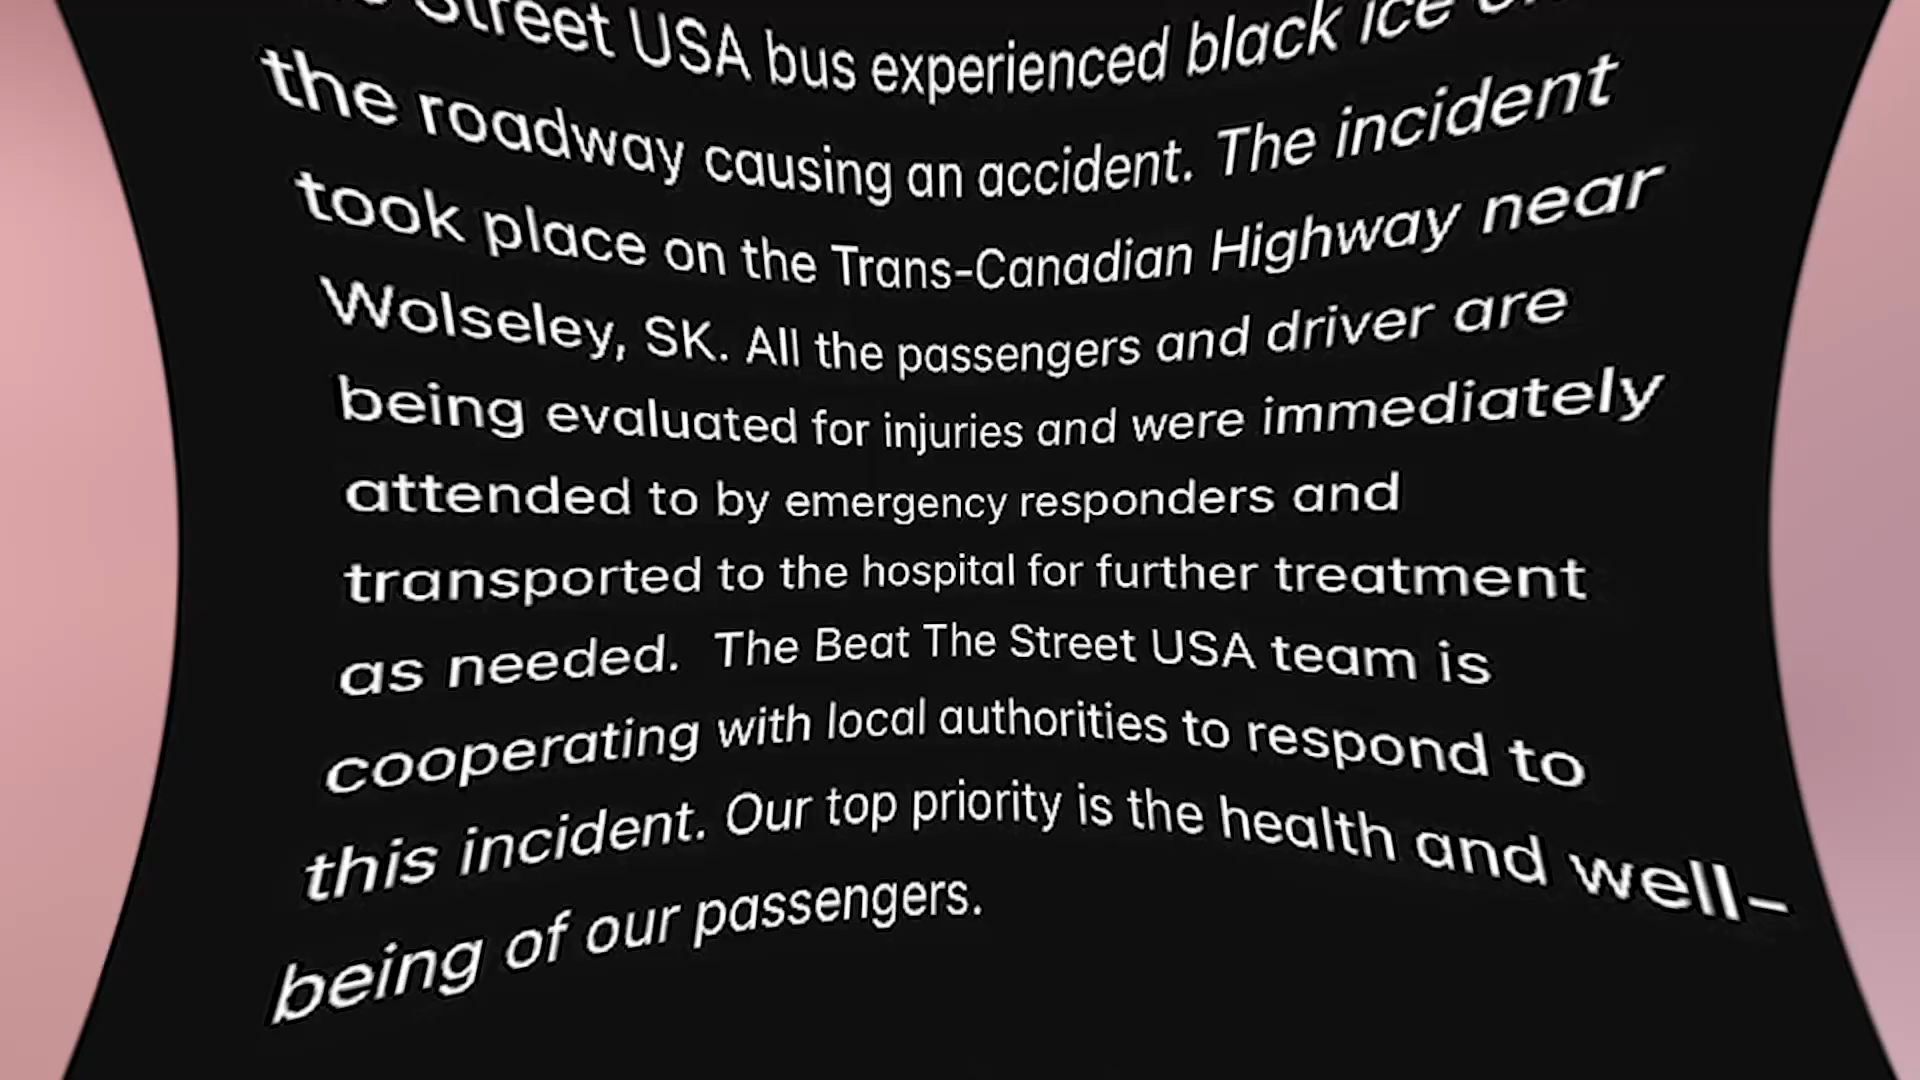 Street USA bus experienced black ice
the roadway causing an accident. The incident
took place on the Trans-Canadian Highway near
Wolseley, SK. All the passengers and driver are
being evaluated for injuries and were immediately
attended to by emergency responders and
transported to the hospital for further treatment
as needed. The Beat The Street USA team is
cooperating with local authorities to respond to
this incident. Our top priority is the health and well-
being of our passengers.